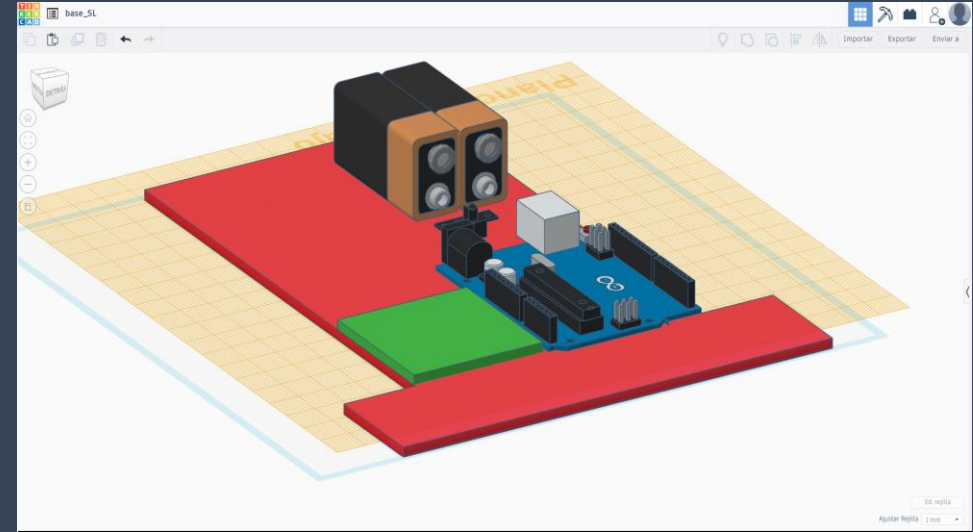 TIN
KER
CAD
base_SL
Importar
Exportar
Enviar a
DETRÁS
Plano
Ed. rejilla
Ajustar Rejilla 1 mm